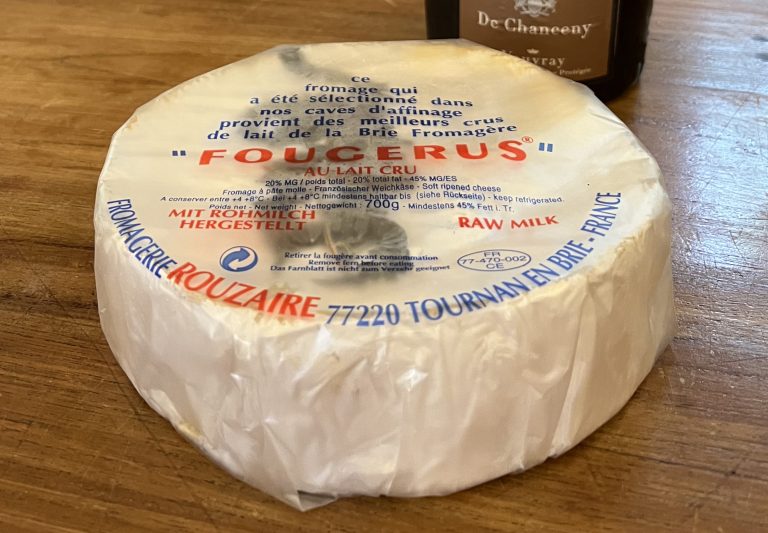 De Chanceny
Vouvray
ce
fromage qui
a été sélectionné dans
nos caves d'affinage
provient des meilleurs crus
de lait de la Brie Fromagère
"FOUGERUS®"
AU LAIT CRU
20% MG / poids total - 20% total fat - 45% MG/ES
Fromage à pâte molle - Französischer Weichkäse - Soft ripened cheese
A conserver entre +4 +8°C - Bei +4 +8°C mindestens haltbar bis (siehe Rückseite) - keep refrigerated.
Poids net - Net weight - Nettogewicht : 700g - Mindestens 45% Fett i. Tr.
MIT ROHMILCH
HERGESTELLT
RAW MILK
Retirer la fougère avant consommation
Remove fern before eating
Das Farnblatt ist nicht zum Verzehr geeignet
FR
77-470-002
CE
FROMAGERIE ROUZAIRE 77220 TOURNAN EN BRIE - FRANCE